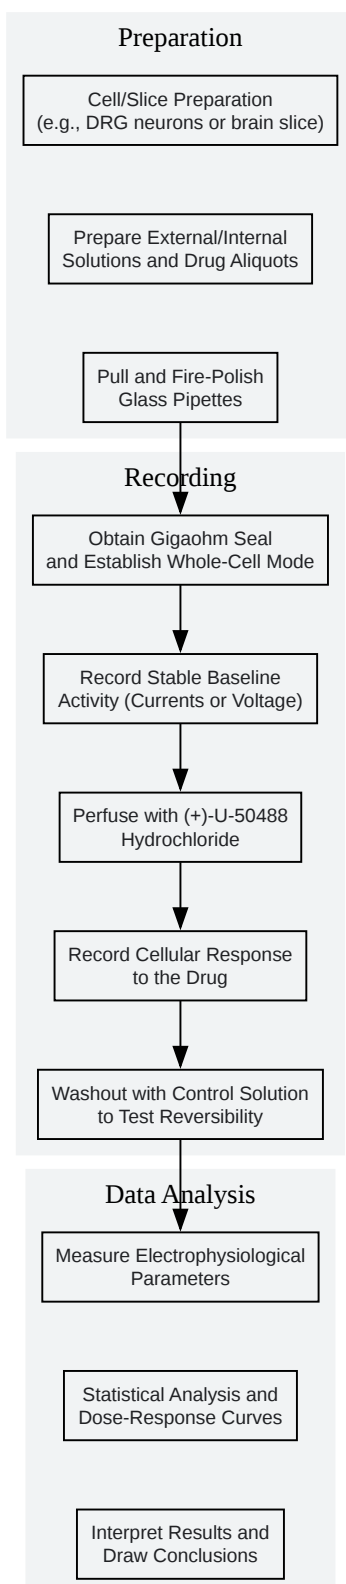 Preparation
Cell/Slice Preparation
(e.g., DRG neurons or brain slice)
Prepare External/Internal
Solutions and Drug Aliquots
Pull and Fire-Polish
Glass Pipettes
Recording
Obtain Gigaohm Seal
and Establish Whole-Cell Mode
Record Stable Baseline
Activity (Currents or Voltage)
Perfuse with (+)-U-50488
Hydrochloride
Record Cellular Response
to the Drug
Washout with Control Solution
to Test Reversibility
Data Analysis
Measure Electrophysiological
Parameters
Statistical Analysis and
Dose-Response Curves
Interpret Results and
Draw Conclusions